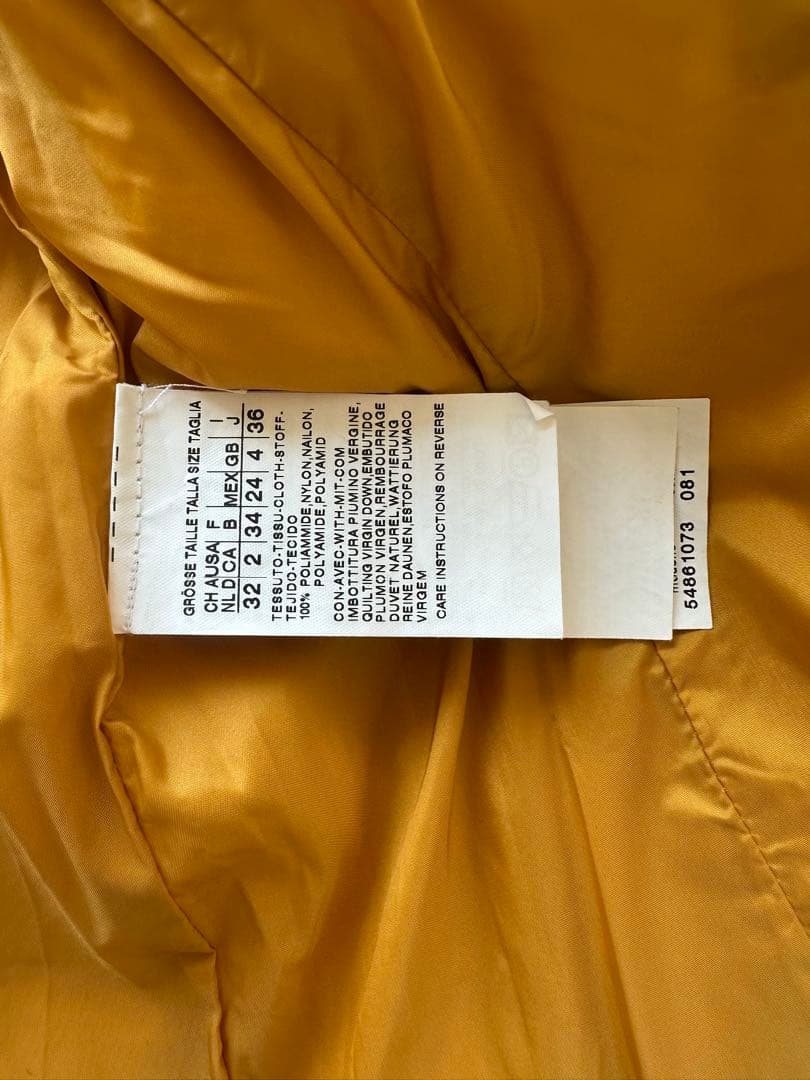 GRÖSSE TAILLE TALLA SIZE TAGLIA
CH A USA F I
NL D CA B MEX GB J
32 2 34 24 4 36
TESSUTO-TISSU-CLOTH-STOFF-
TEJIDO-TECIDO
100% POLIAMMIDE,NYLON,NAILON,
POLYAMIDE,POLYAMID
CON-AVEC-WITH-MIT-COM
IMBOTTITURA PIUMINO VERGINE,
QUILTING VIRGIN DOWN,EMBUTIDO
PLUMON VIRGEN,REMBOURRAGE
DUVET NATUREL,WATTIERUNG
REINE DAUNEN,ESTOFO PLUMACO
VIRGEM
CARE INSTRUCTIONS ON REVERSE
54861073 081